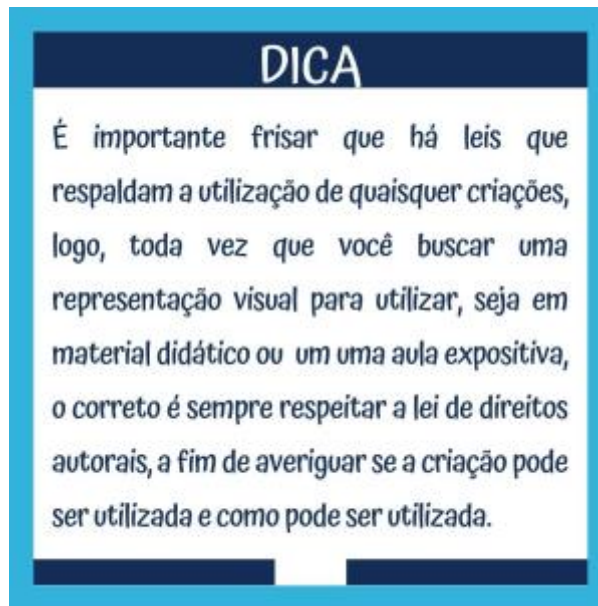 DICA
É importante frisar que há leis que
respaldam a utilização de quaisquer criações,
logo, toda vez que você buscar uma
representação visual para utilizar, seja em
material didático ou um uma aula expositiva,
o correto é sempre respeitar a lei de direitos
autorais, a fim de averiguar se a criação pode
ser utilizada e como pode ser utilizada.